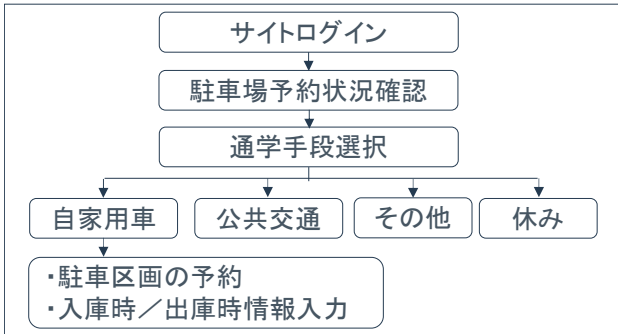 サイトログイン
駐車場予約状況確認
通学手段選択
自家用車
公共交通
その他
休み
・駐車区画の予約
・入庫時／出庫時情報入力